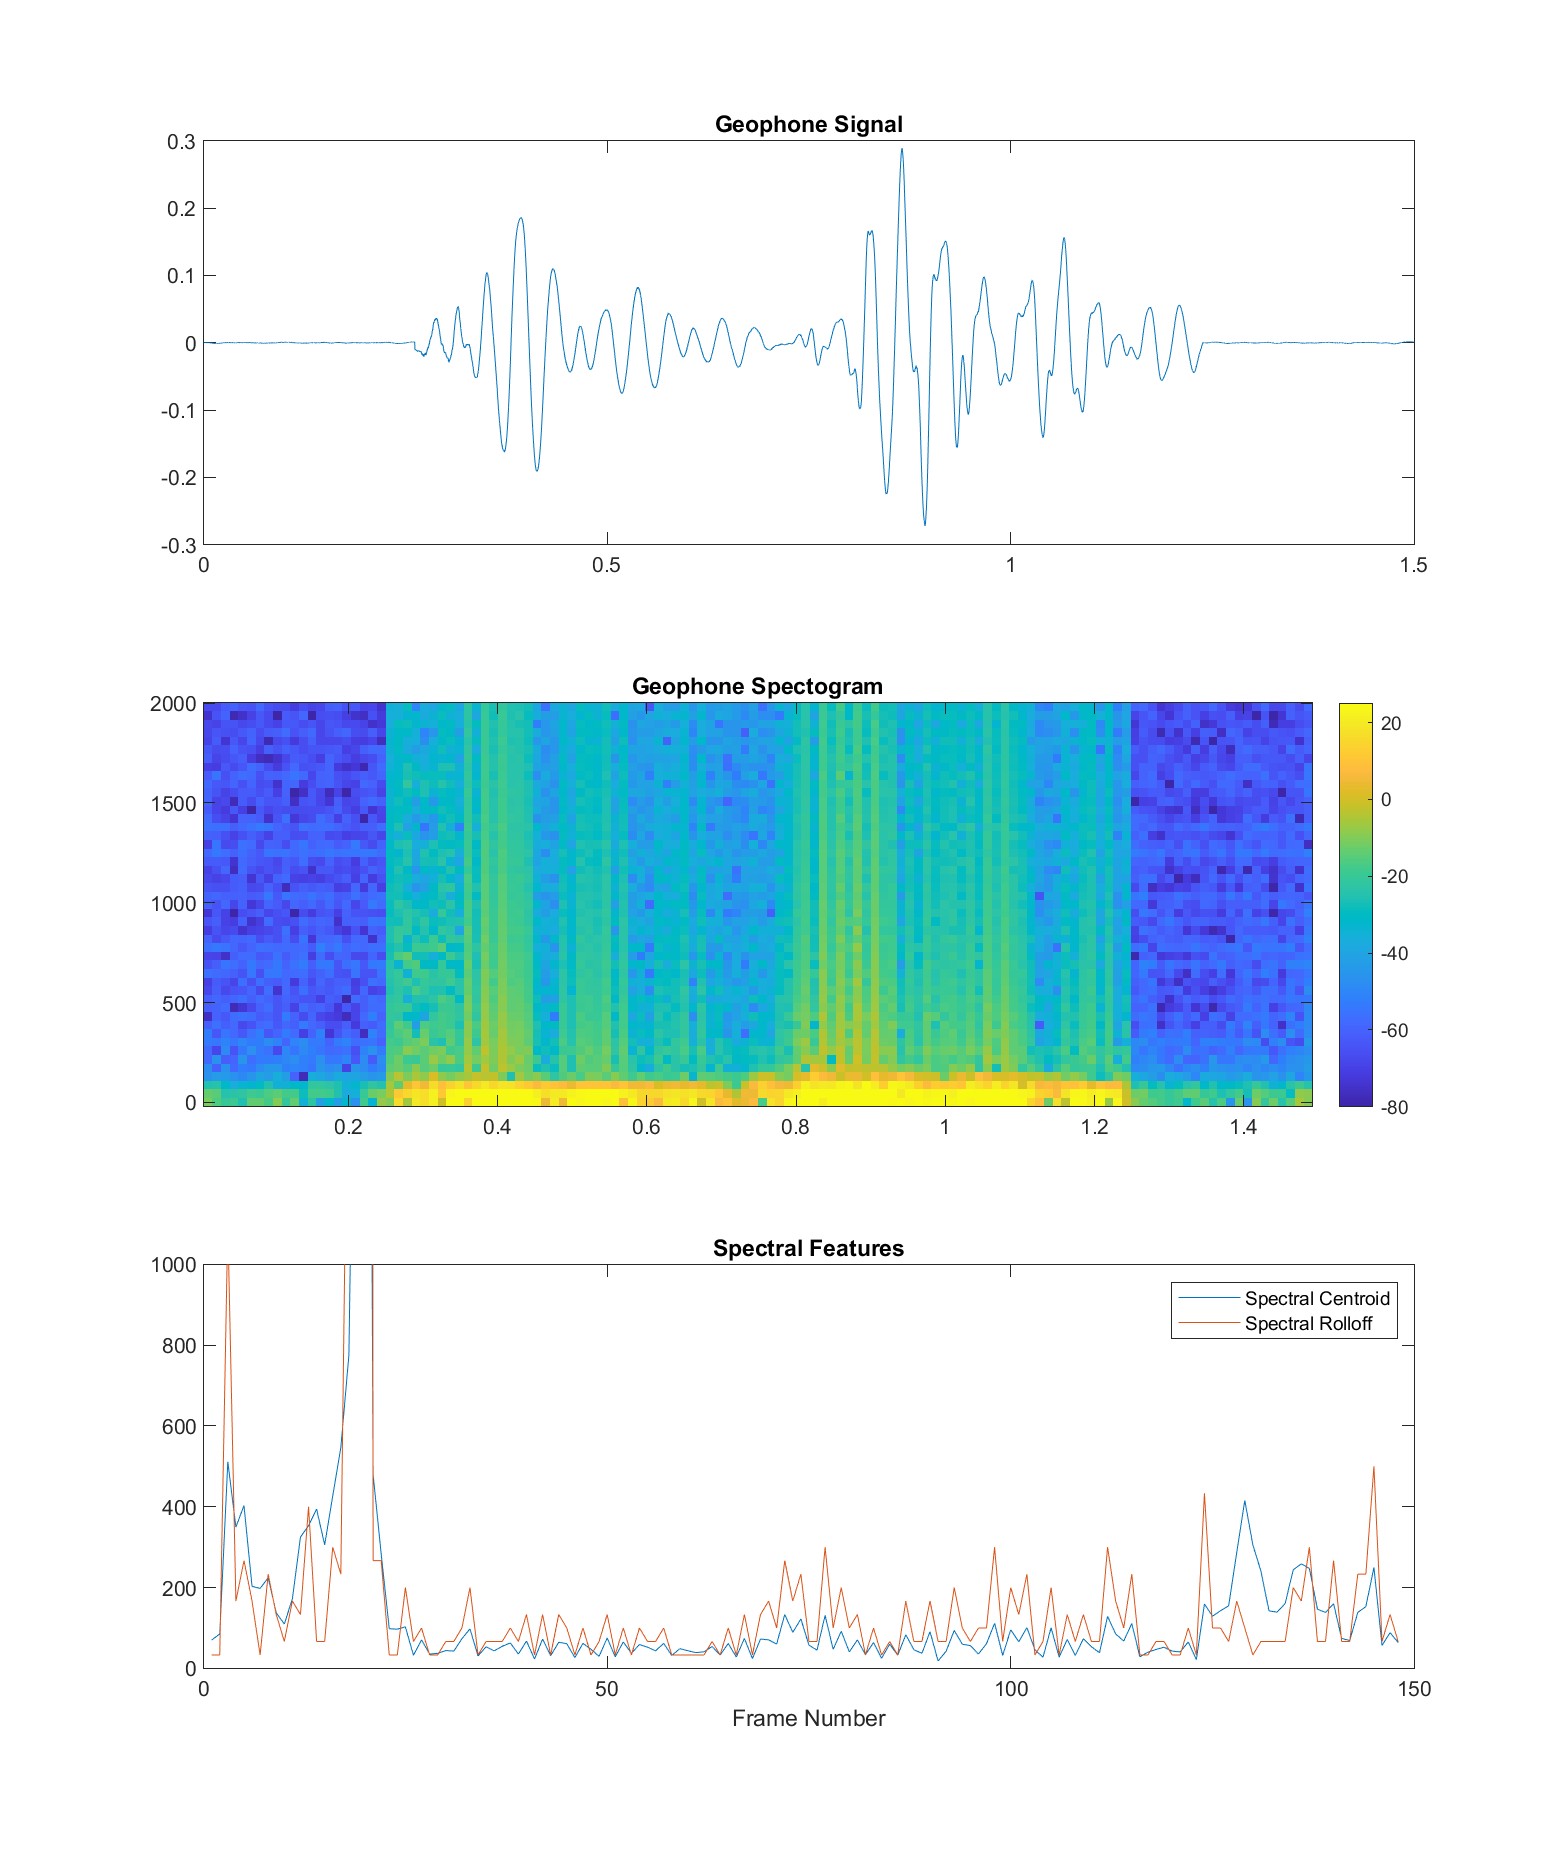 Geophone Signal
0.3
0.2
0.1
0
-0.1
-0.2
-0.3
0 0.5 1 1.5
Geophone Spectogram
2000
1500
1000
500
0
0.2 0.4 0.6 0.8 1 1.2 1.4
20
0
-20
-40
-60
-80
Spectral Features
1000
800
600
400
200
0
Spectral Centroid
Spectral Rolloff
0 50 100 150
Frame Number